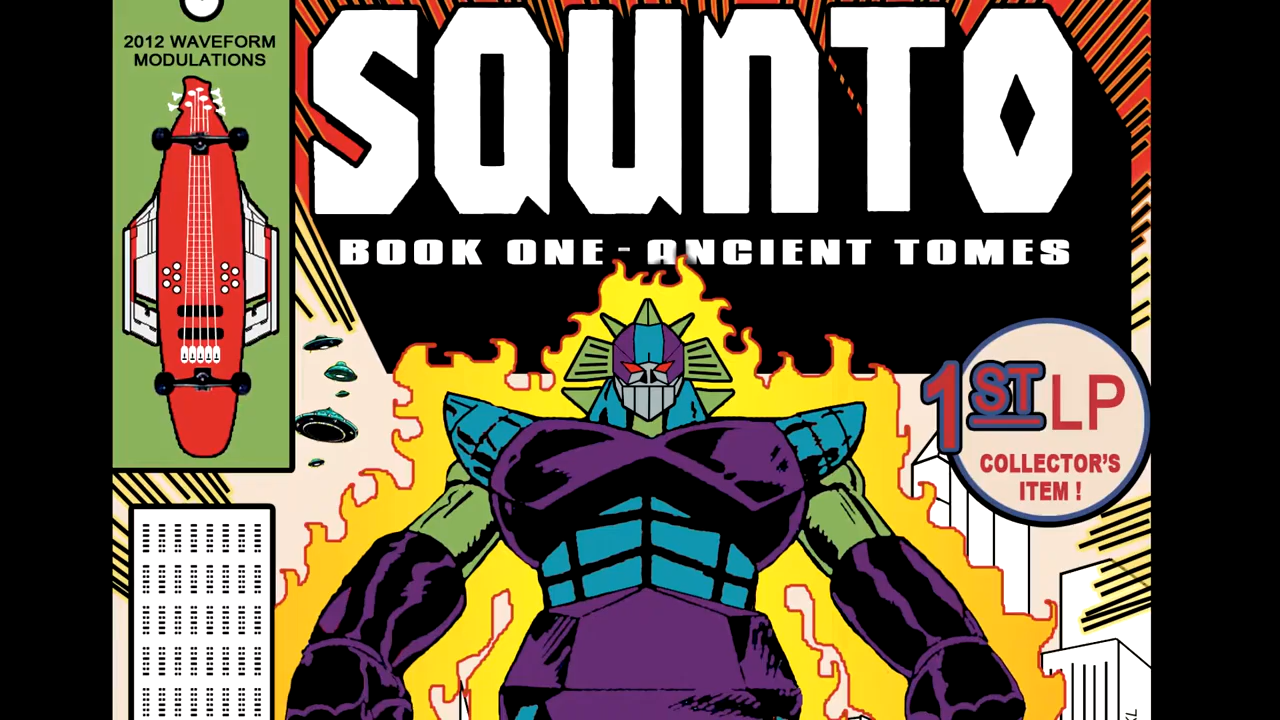 2012 WAVEFORM
MODULATIONS
SQUNTO
BOOK ONE - ANCIENT TOMES
1ST LP
COLLECTOR'S
ITEM !